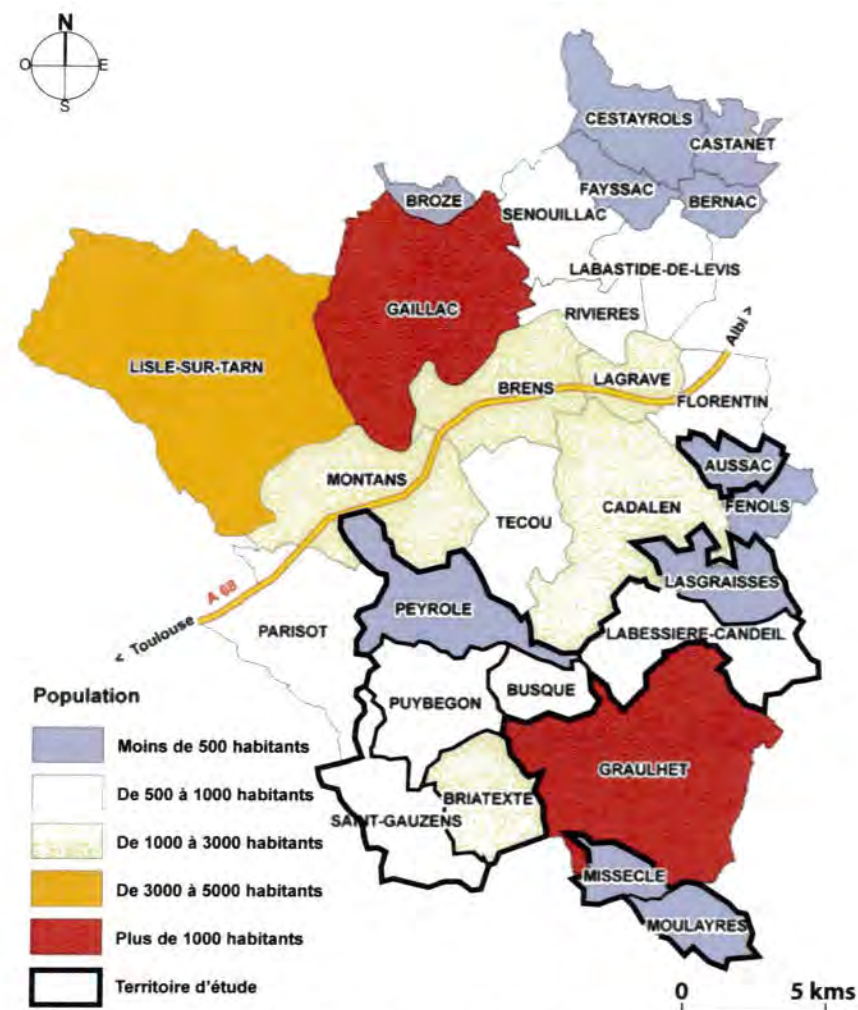 N
O E
S
CESTAYROLS
CASTANET
FAYSSAC
BERNAC
BROZE
SENOUILLAC
LABASTIDE-DE-LEVIS
GAILLAC
RIVIERES
Albi >
LISLE-SUR-TARN
BRENS
LAGRAVE
FLORENTIN
AUSSAC
MONTANS
FENOLS
TECOU
CADALEN
LASGRAISSES
A 68
PEYROLE
< Toulouse
PARISOT
LABESSIERE-CANDEIL
PUYBEGON
BUSQUE
GRAULHET
BRIATEXTE
SAINT-GAUZENS
MISSECLE
MOULAYRES
Population
Moins de 500 habitants
De 500 à 1000 habitants
De 1000 à 3000 habitants
De 3000 à 5000 habitants
Plus de 1000 habitants
Territoire d'étude
0 5 kms